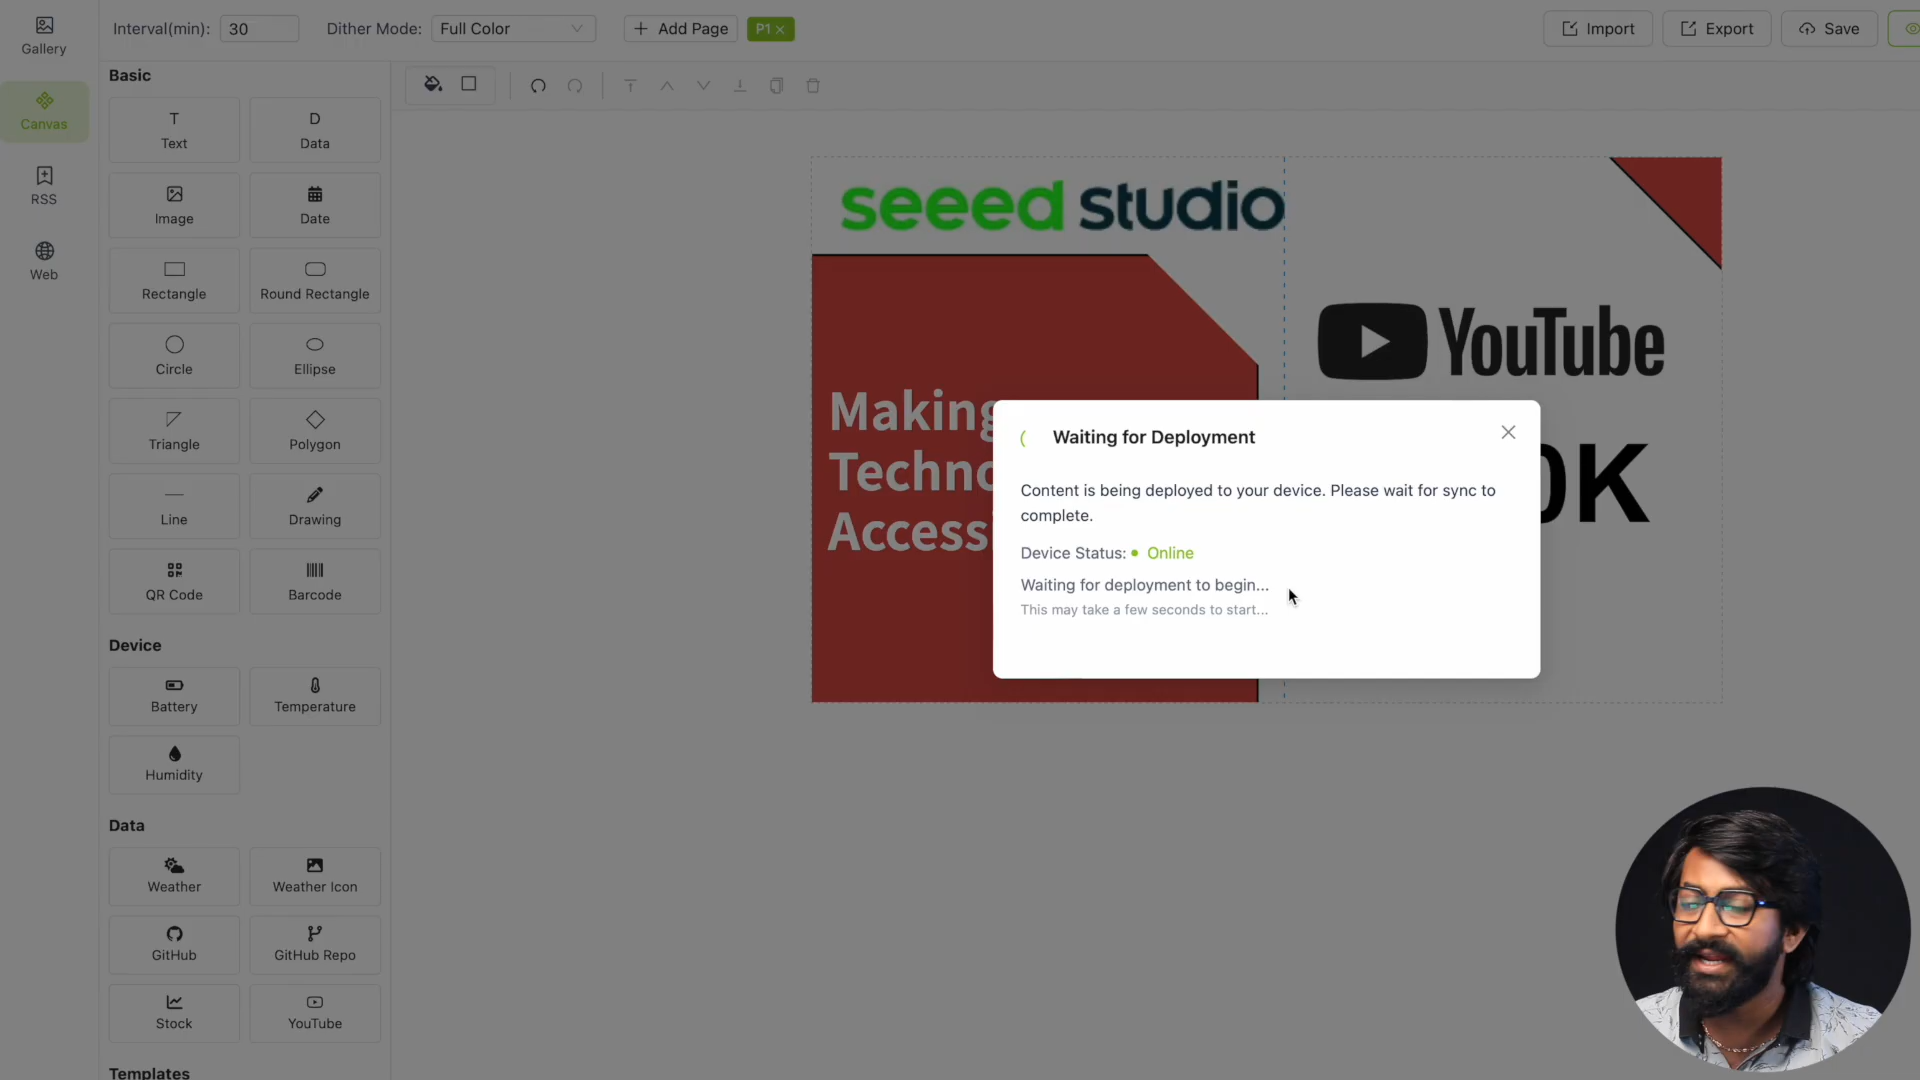 Gallery
Interval(min): 30
Dither Mode: Full Color
Add Page
P1
Import
Export
Save
Canvas
RSS
Web
Basic
T
Text
D
Data
Image
Date
Rectangle
Round Rectangle
Circle
Ellipse
Triangle
Polygon
Line
Drawing
QR Code
Barcode
Device
Battery
Temperature
Humidity
Data
Weather
Weather Icon
GitHub
GitHub Repo
Stock
YouTube
Templates
seeed studio
Making
Techno
Access
YouTube
0K
Waiting for Deployment
Content is being deployed to your device. Please wait for sync to
complete.
Device Status: • Online
Waiting for deployment to begin...
This may take a few seconds to start...